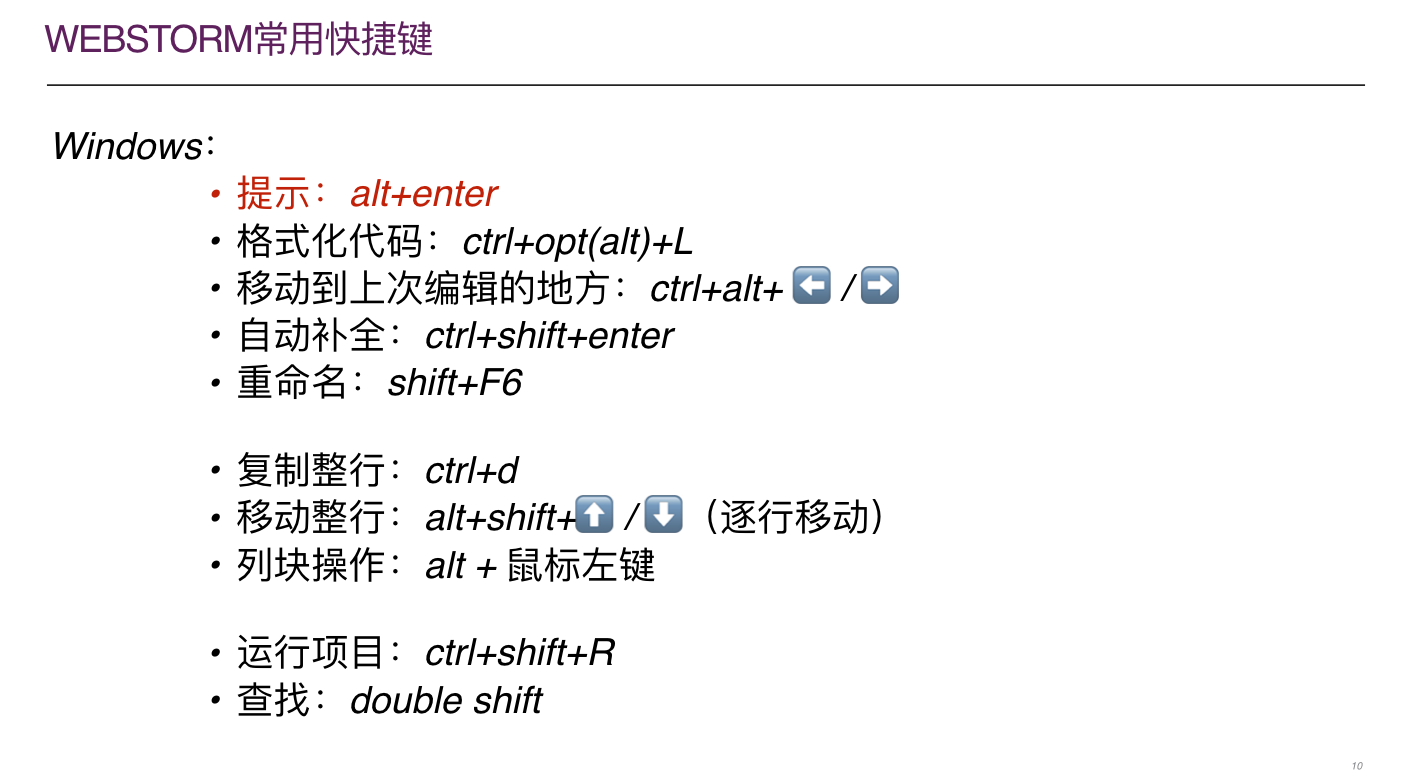 WEBSTORM常用快捷键
Windows：
• 提示： alt+enter
• 格式化代码： ctrl+opt(alt)+L
• 移动到上次编辑的地方： ctrl+alt+ ⬅️ /➡️
• 自动补全： ctrl+shift+enter
• 重命名： shift+F6
• 复制整行： ctrl+d
• 移动整行： alt+shift+⬆️ /⬇️（逐行移动）
• 列块操作： alt + 鼠标左键
• 运行项目： ctrl+shift+R
• 查找： double shift
10